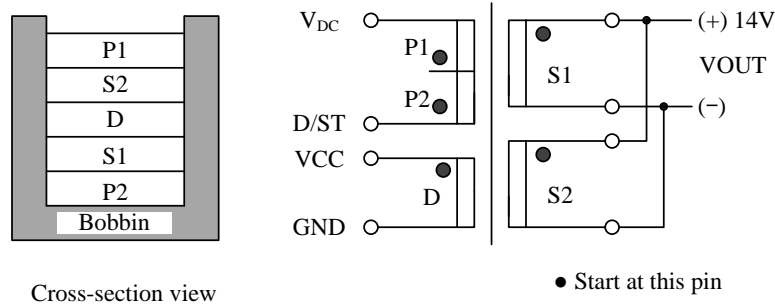 P1
S2
D
S1
P2
Bobbin
Cross-section view
VDC
P1
P2
D/ST
VCC
D
GND
S1
S2
(+) 14V
VOUT
(−)
● Start at this pin